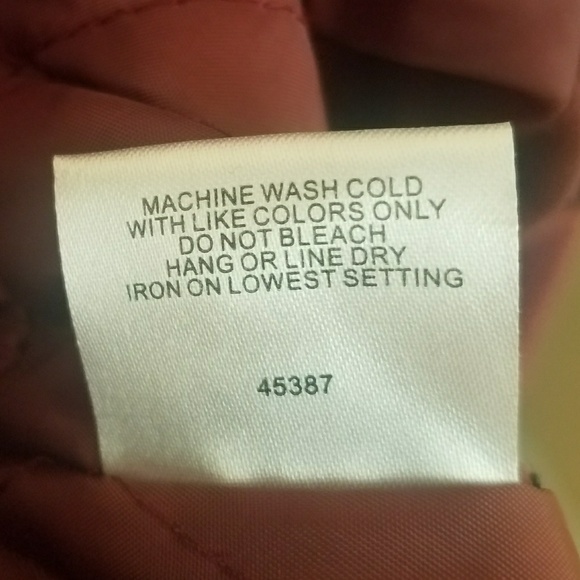 MACHINE WASH COLD
WITH LIKE COLORS ONLY
DO NOT BLEACH
HANG OR LINE DRY
IRON ON LOWEST SETTING
45387